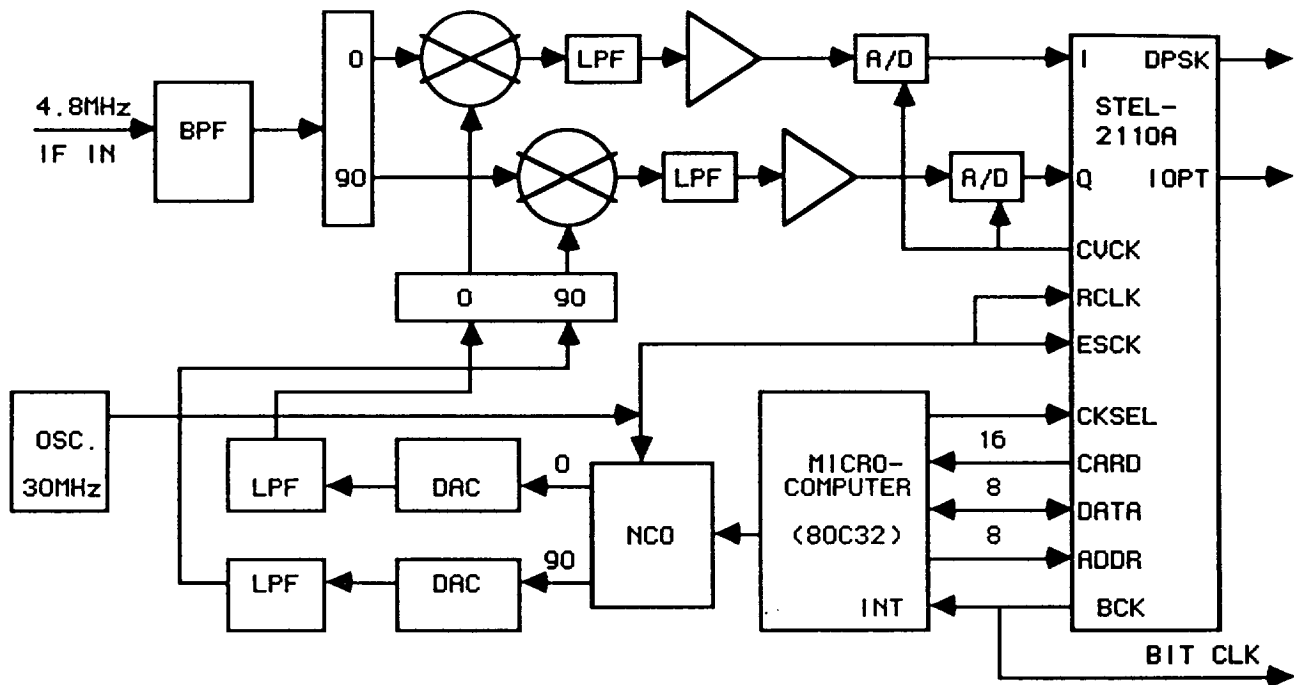 4.8MHz
IF IN
BPF
0
90
LPF
A/D
LPF
A/D
I
DPSK
STEL-
2110A
Q
IOPT
CVCK
RCLK
ESCK
CKSEL
CARD
DATA
ADDR
BCK
0
90
OSC.
30MHz
LPF
DAC
0
LPF
DAC
90
NCO
MICRO-
COMPUTER
(80C32)
INT
16
8
8
BIT CLK